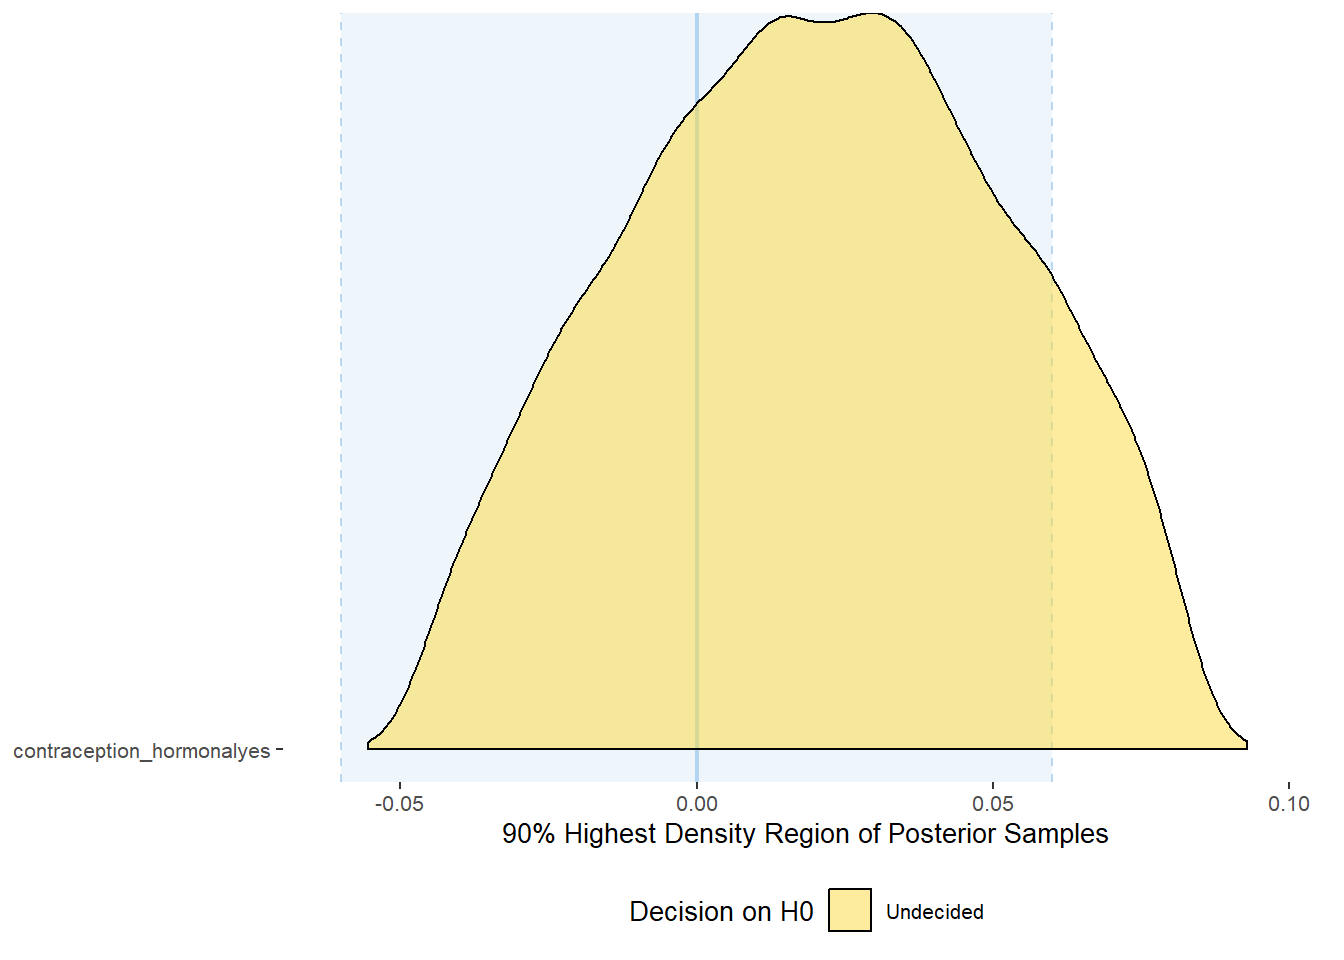 contraception_hormonalyes
-0.05 0.00 0.05 0.10
90% Highest Density Region of Posterior Samples
Decision on H0 Undecided